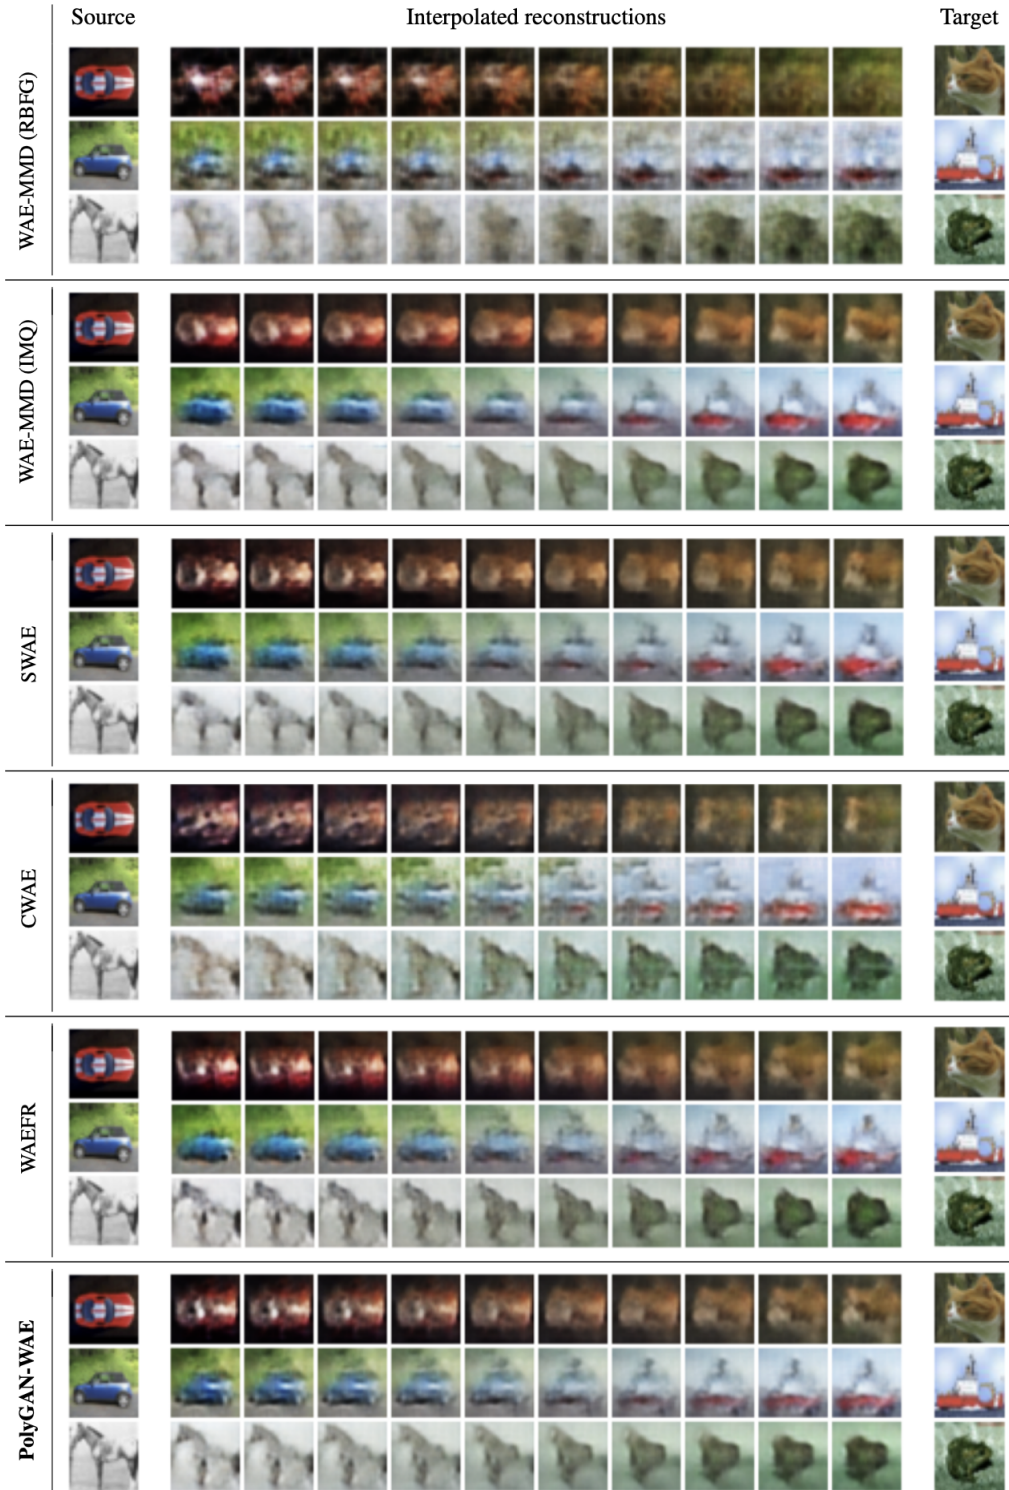 Source
Interpolated reconstructions
Target
WAE-MMD (RBFG)
WAE-MMD (IMQ)
SWAE
CWAE
WAEFR
PolyGAN-WAE